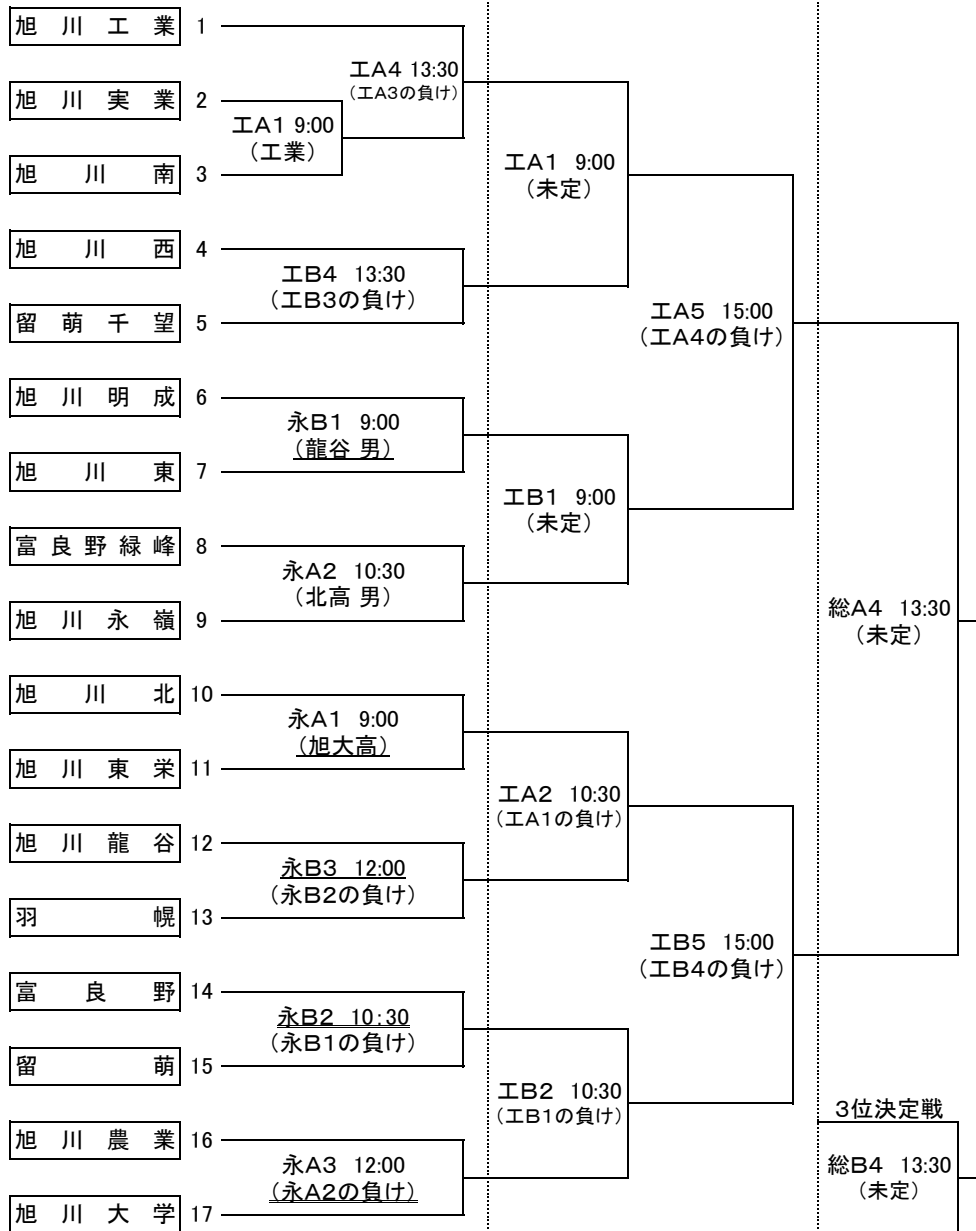 旭川工業 1
工A4 13:30
(工A3の負け)
旭川実業 2
工A1 9:00
(工業)
旭川南 3
工A1 9:00
(未定)
旭川西 4
工B4 13:30
(工B3の負け)
留萌千望 5
工A5 15:00
(工A4の負け)
旭川明成 6
永B1 9:00
(龍谷 男)
旭川東 7
工B1 9:00
(未定)
富良野緑峰 8
永A2 10:30
(北高 男)
旭川永嶺 9
総A4 13:30
(未定)
旭川北 10
永A1 9:00
(旭大高)
旭川東栄 11
工A2 10:30
(工A1の負け)
旭川龍谷 12
永B3 12:00
(永B2の負け)
羽幌 13
工B5 15:00
(工B4の負け)
富良野 14
永B2 10:30
(永B1の負け)
留萌 15
工B2 10:30
(工B1の負け)
3位決定戦
旭川農業 16
永A3 12:00
(永A2の負け)
総B4 13:30
(未定)
旭川大学 17